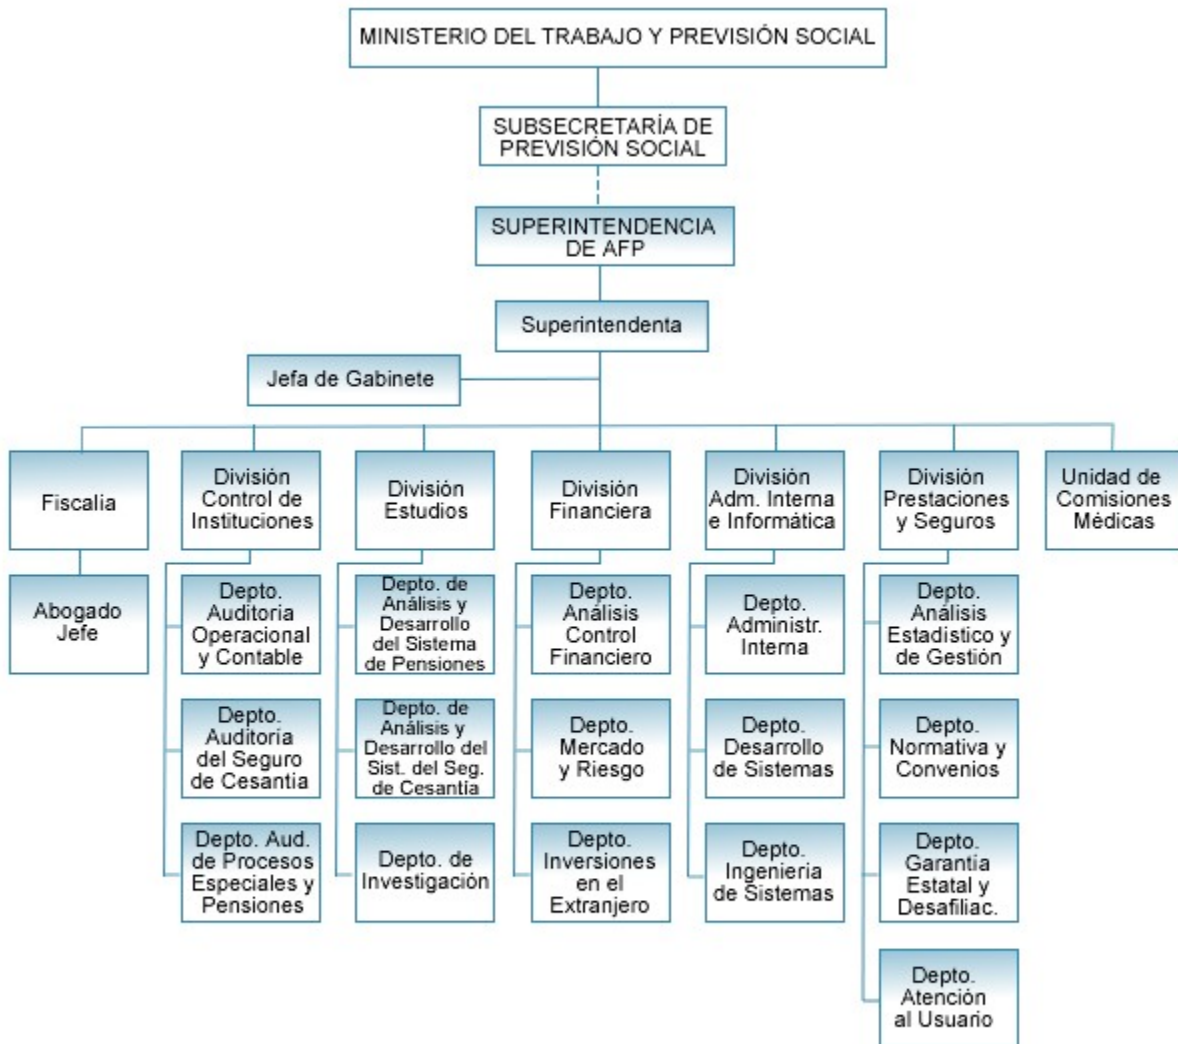 MINISTERIO DEL TRABAJO Y PREVISIÓN SOCIAL
SUBSECRETARÍA DE
PREVISIÓN SOCIAL
SUPERINTENDENCIA
DE AFP
Superintendenta
Jefa de Gabinete
Fiscalia
División
Control de
Instituciones
División
Estudios
División
Financiera
División
Adm. Interna
e Informática
División
Prestaciones
y Seguros
Unidad de
Comisiones
Médicas
Abogado
Jefe
Depto.
Auditoria
Operacional
y Contable
Depto. de
Análisis y
Desarrollo
del Sistema
de Pensiones
Depto.
Análisis
Control
Financiero
Depto.
Administr.
Interna
Depto.
Análisis
Estadístico y
de Gestión
Depto.
Auditoria
del Seguro
de Cesantía
Depto. de
Análisis y
Desarrollo del
Sist. del Seg.
de Cesantía
Depto.
Mercado
y Riesgo
Depto.
Desarrollo
de Sistemas
Depto.
Normativa y
Convenios
Depto. Aud.
de Procesos
Especiales y
Pensiones
Depto. de
Investigación
Depto.
Inversiones
en el
Extranjero
Depto.
Ingenieria
de Sistemas
Depto.
Garantía
Estatal y
Desafiliac.
Depto.
Atención
al Usuario